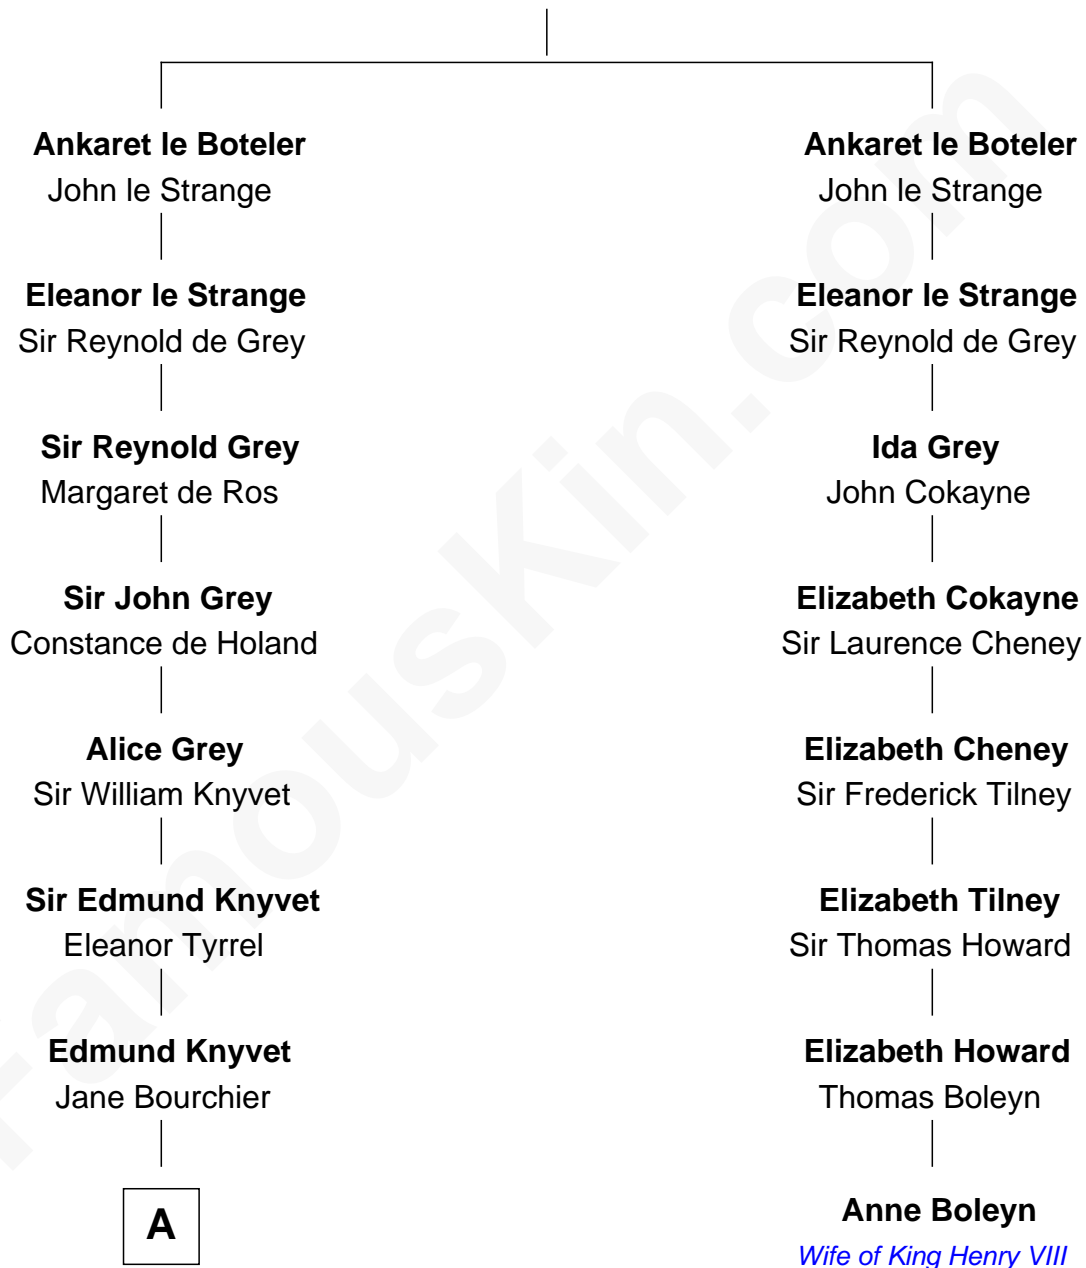 Ankaret le Boteler
John le Strange
Ankaret le Boteler
John le Strange
Eleanor le Strange
Sir Reynold de Grey
Eleanor le Strange
Sir Reynold de Grey
Sir Reynold Grey
Margaret de Ros
Ida Grey
John Cokayne
Sir John Grey
Constance de Holand
Elizabeth Cokayne
Sir Laurence Cheney
Alice Grey
Sir William Knyvet
Elizabeth Cheney
Sir Frederick Tilney
Sir Edmund Knyvet
Eleanor Tyrrel
Elizabeth Tilney
Sir Thomas Howard
Edmund Knyvet
Jane Bourchier
Elizabeth Howard
Thomas Boleyn
A
Anne Boleyn
Wife of King Henry VIII
FamousKin.com